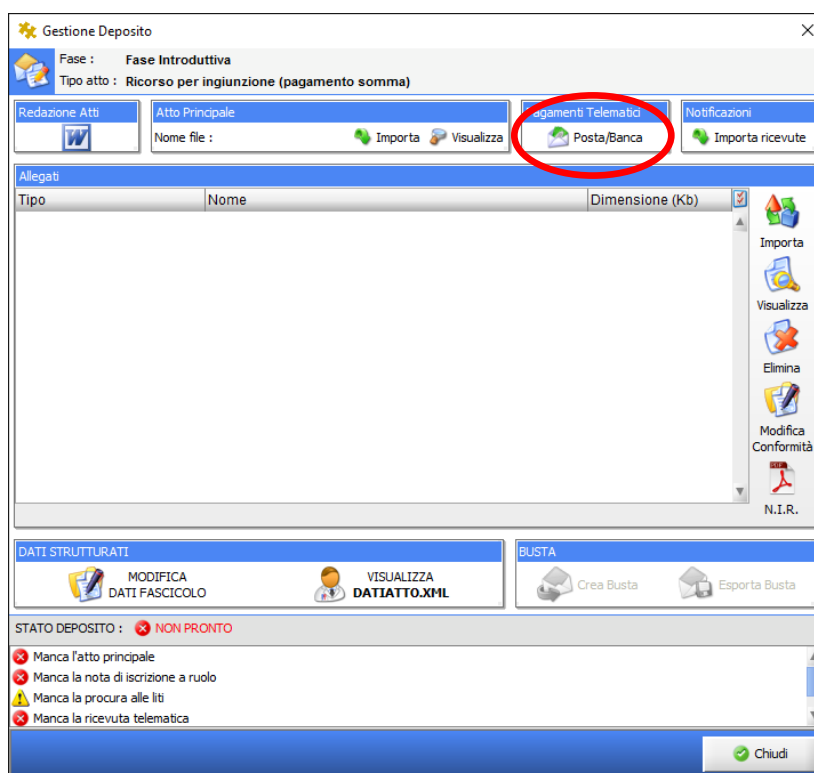 Gestione Deposito
Fase : Fase Introduttiva
Tipo atto : Ricorso per ingiunzione (pagamento somma)
Redazione Atti
Atto Principale
Pagamenti Telematici
Notificazioni
W
Nome file :
Importa
Visualizza
Posta/Banca
Importa ricevute
Allegati
Tipo
Nome
Dimensione (Kb)
Importa
Visualizza
Elimina
Modifica
Conformità
PDF
N.I.R.
DATI STRUTTURATI
BUSTA
MODIFICA
DATI FASCICOLO
VISUALIZZA
DATIATTO.XML
Crea Busta
Esporta Busta
STATO DEPOSITO : NON PRONTO
Manca l'atto principale
Manca la nota di iscrizione a ruolo
Manca la procura alle liti
Manca la ricevuta telematica
Chiudi